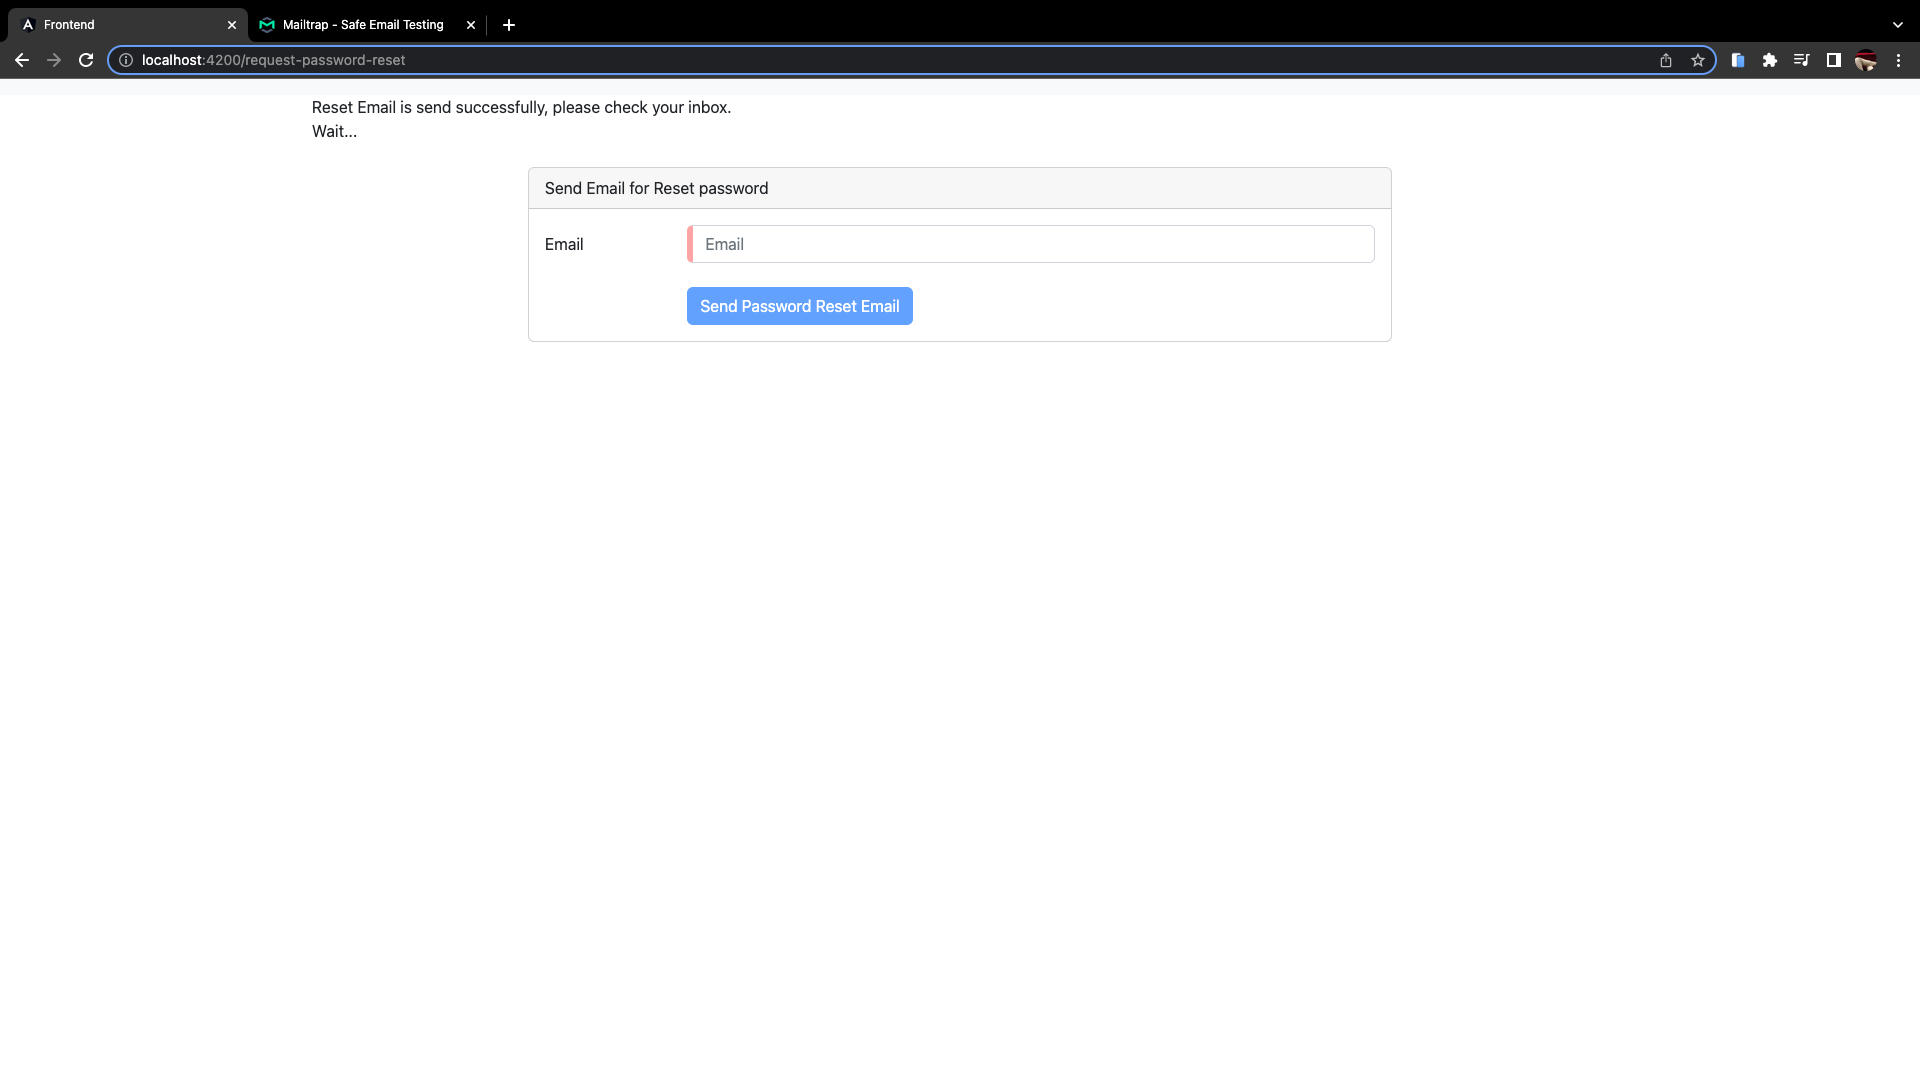 Frontend
Mailtrap - Safe Email Testing
localhost:4200/request-password-reset
Reset Email is send successfully, please check your inbox.
Wait...
Send Email for Reset password
Email
Email
Send Password Reset Email